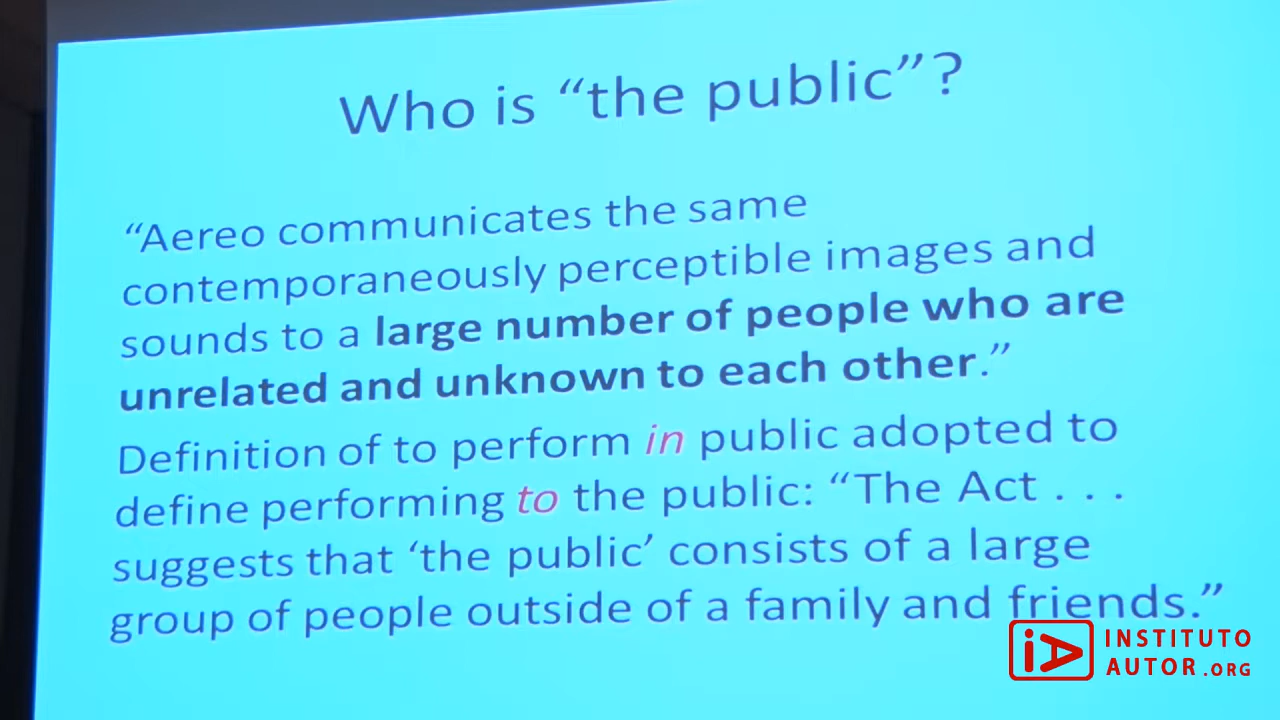 Who is “the public”?
“Aereo communicates the same
contemporaneously perceptible images and
sounds to a large number of people who are
unrelated and unknown to each other.”
Definition of to perform in public adopted to
define performing to the public: “The Act . . .
suggests that ‘the public’ consists of a large
group of people outside of a family and friends.”
iA INSTITUTO
AUTOR.ORG